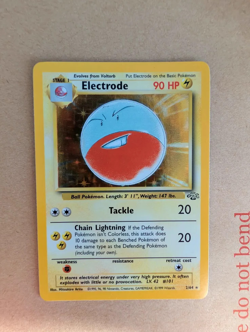 STAGE 1
Evolves from Voltorb
Put Electrode on the Basic Pokémon
Electrode
90 HP
Ball Pokémon. Length: 3' 11", Weight: 147 lbs.
Tackle 20
Chain Lightning If the Defending
Pokémon isn't Colorless, this attack does
10 damage to each Benched Pokémon of
the same type as the Defending Pokémon
(including your own).
20
weakness resistance retreat cost
It stores electrical energy under very high pressure. It often
explodes with little or no provocation. LV. 42 #101
2/64
do not bend